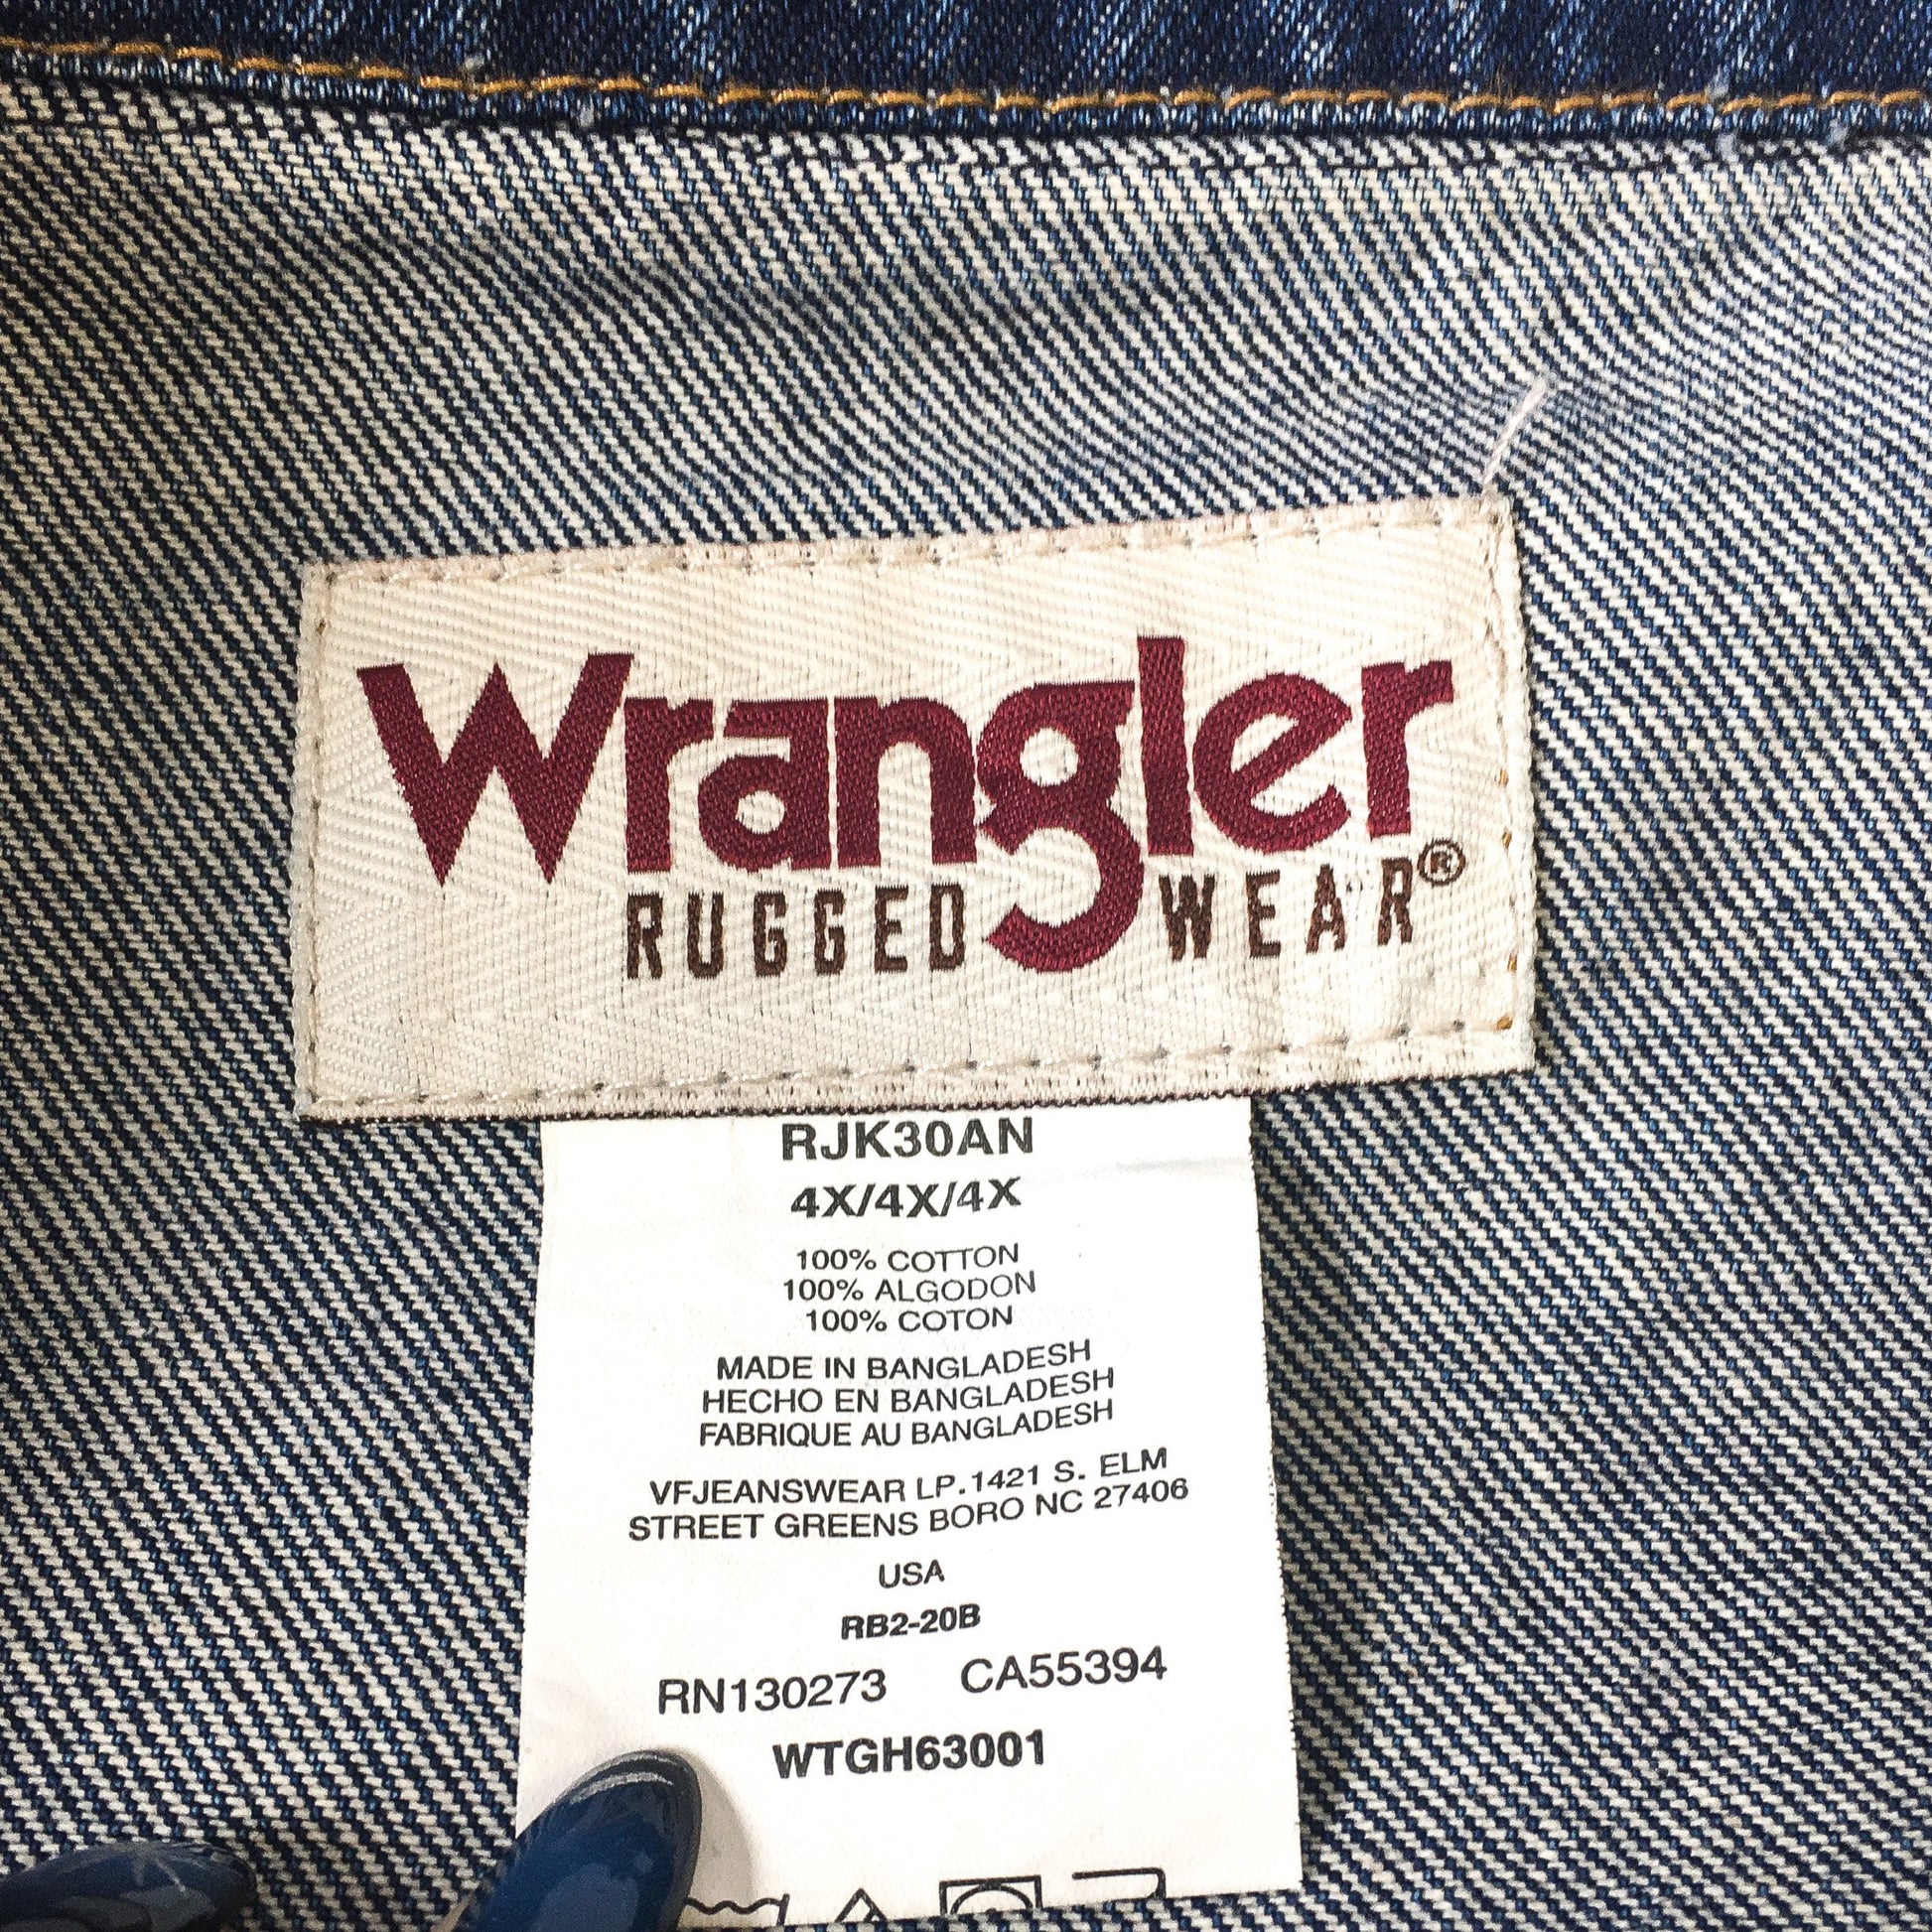 Wrangler
RUGGED WEAR®
RJK30AN
4X/4X/4X
100% COTTON
100% ALGODON
100% COTON
MADE IN BANGLADESH
HECHO EN BANGLADESH
FABRIQUE AU BANGLADESH
VFJEANSWEAR LP.1421 S. ELM
STREET GREENS BORO NC 27406
USA
RB2-20B
RN130273 CA55394
WTGH63001